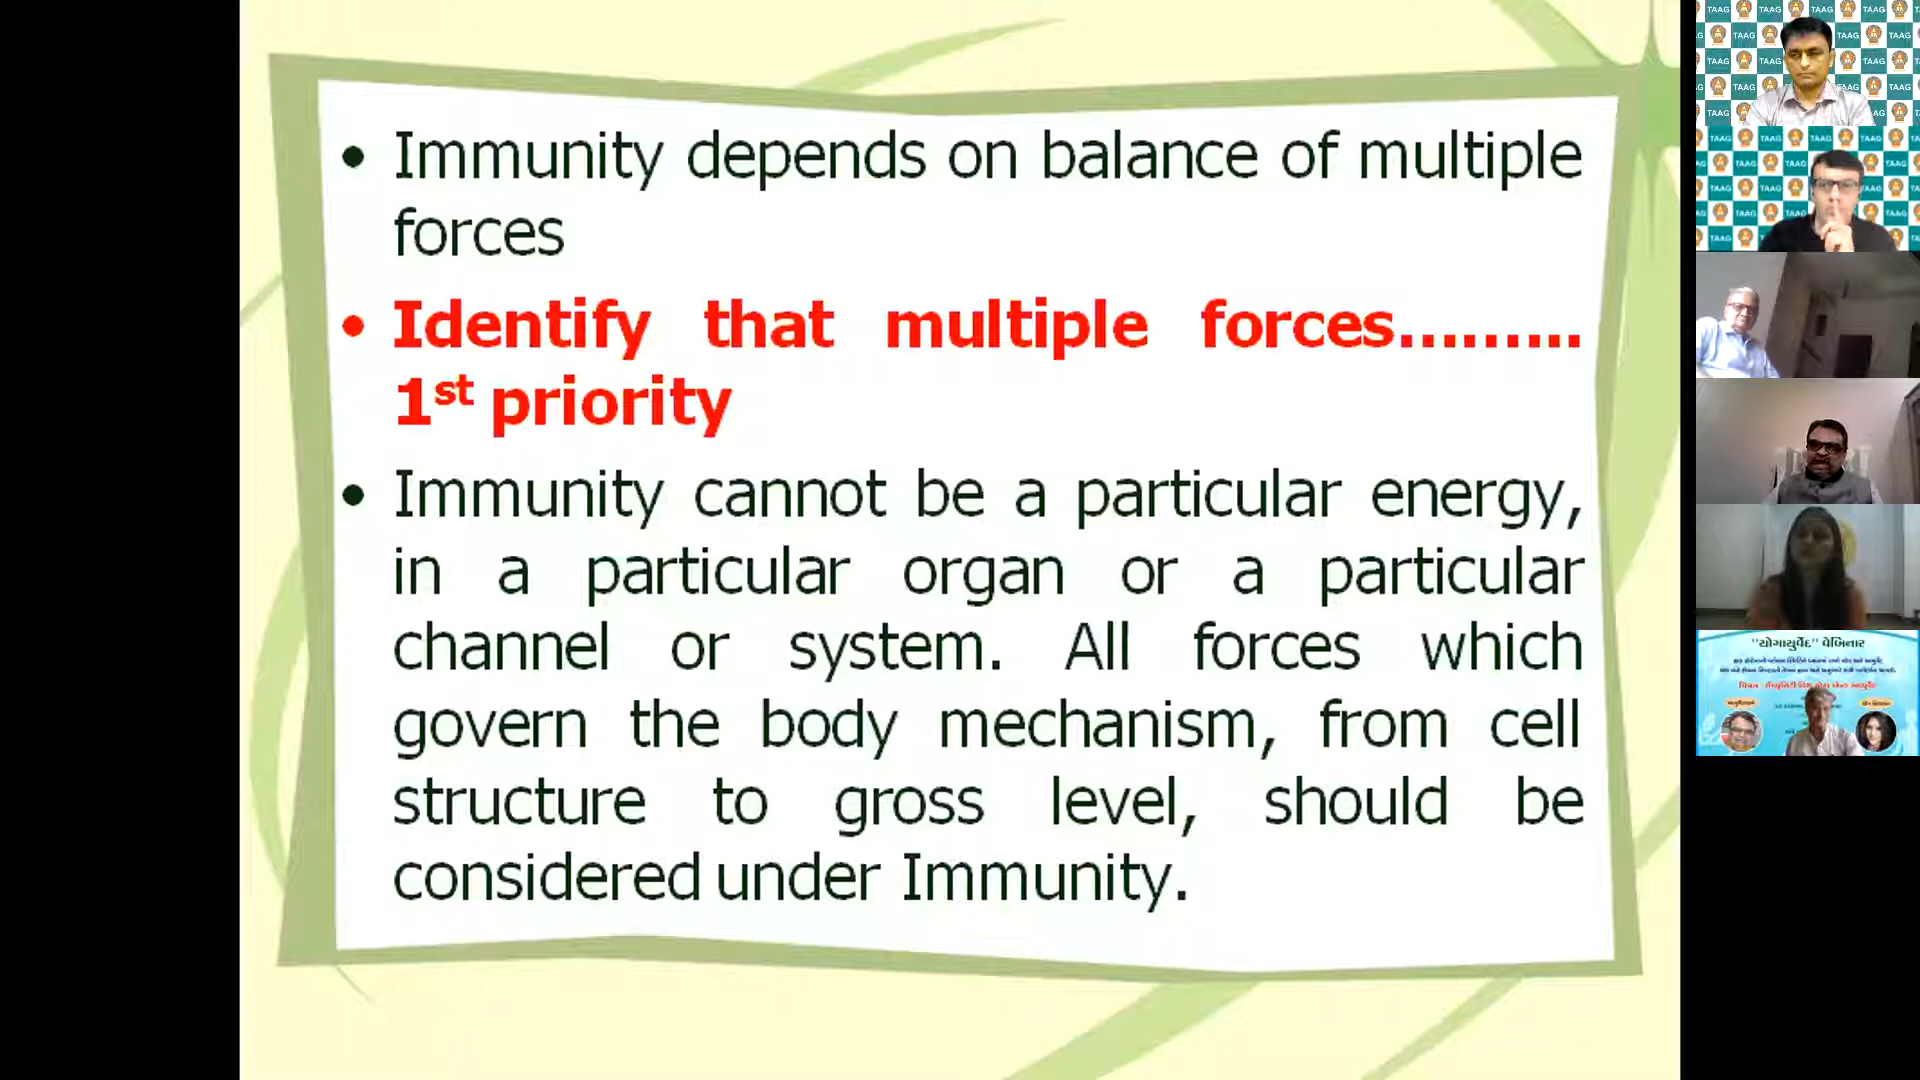 • Immunity depends on balance of multiple
forces
• Identify that multiple forces.........
1st priority
• Immunity cannot be a particular energy,
in a particular organ or a particular
channel or system. All forces which
govern the body mechanism, from cell
structure to gross level, should be
considered under Immunity.
TAAG
"યોગાયુર્વેદ" વેબિનાર